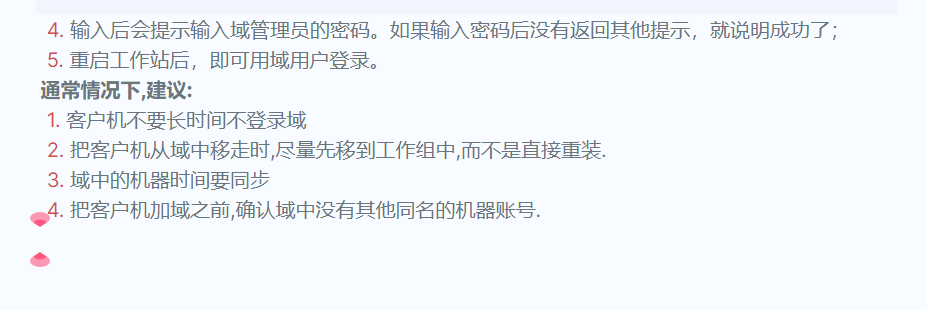 4. 输入后会提示输入域管理员的密码。如果输入密码后没有返回其他提示，就说明成功了；
5. 重启工作站后，即可用域用户登录。
通常情况下,建议:
1. 客户机不要长时间不登录域
2. 把客户机从域中移走时,尽量先移到工作组中,而不是直接重装.
3. 域中的机器时间要同步
4. 把客户机加域之前,确认域中没有其他同名的机器账号.